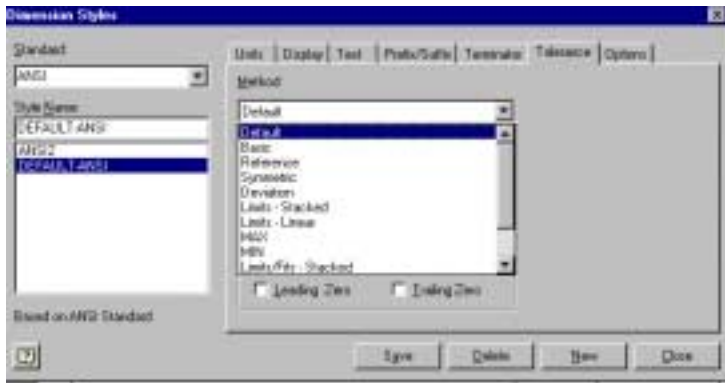 Dimension Styles
Standard
ANSI
Style Name
DEFAULT-ANSI
ANSI2
DEFAULT-ANSI
Based on ANSI Standard
Units Display Text Prefix/Suffix Terminator Tolerance Options
Method
Default
Default
Basic
Reference
Symmetric
Deviation
Limits - Stacked
Limits - Linear
MAX
MIN
Limits/Fits - Stacked
Leading Zero Trailing Zero
Save Delete New Close